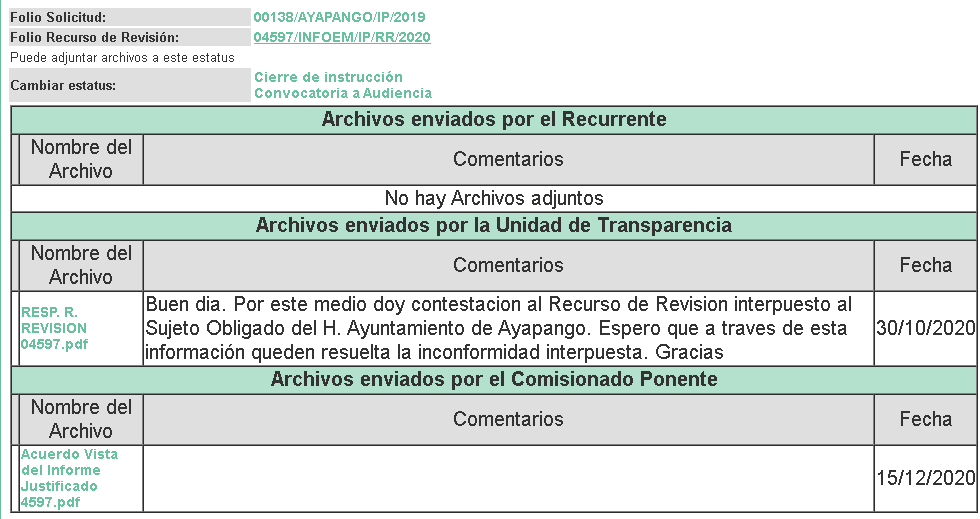 Folio Solicitud: 00138/AYAPANGO/IP/2019
Folio Recurso de Revisión: 04597/INFOEM/IP/RR/2020
Puede adjuntar archivos a este estatus
Cambiar estatus: Cierre de instrucción
Convocatoria a Audiencia
Archivos enviados por el Recurrente
Nombre del Archivo Comentarios Fecha
No hay Archivos adjuntos
Archivos enviados por la Unidad de Transparencia
Nombre del Archivo Comentarios Fecha
RESP. R.
REVISION
04597.pdf
Buen dia. Por este medio doy contestacion al Recurso de Revision interpuesto al
Sujeto Obligado del H. Ayuntamiento de Ayapango. Espero que a traves de esta
información queden resuelta la inconformidad interpuesta. Gracias
30/10/2020
Archivos enviados por el Comisionado Ponente
Nombre del Archivo Comentarios Fecha
Acuerdo Vista
del Informe
Justificado
4597.pdf
15/12/2020